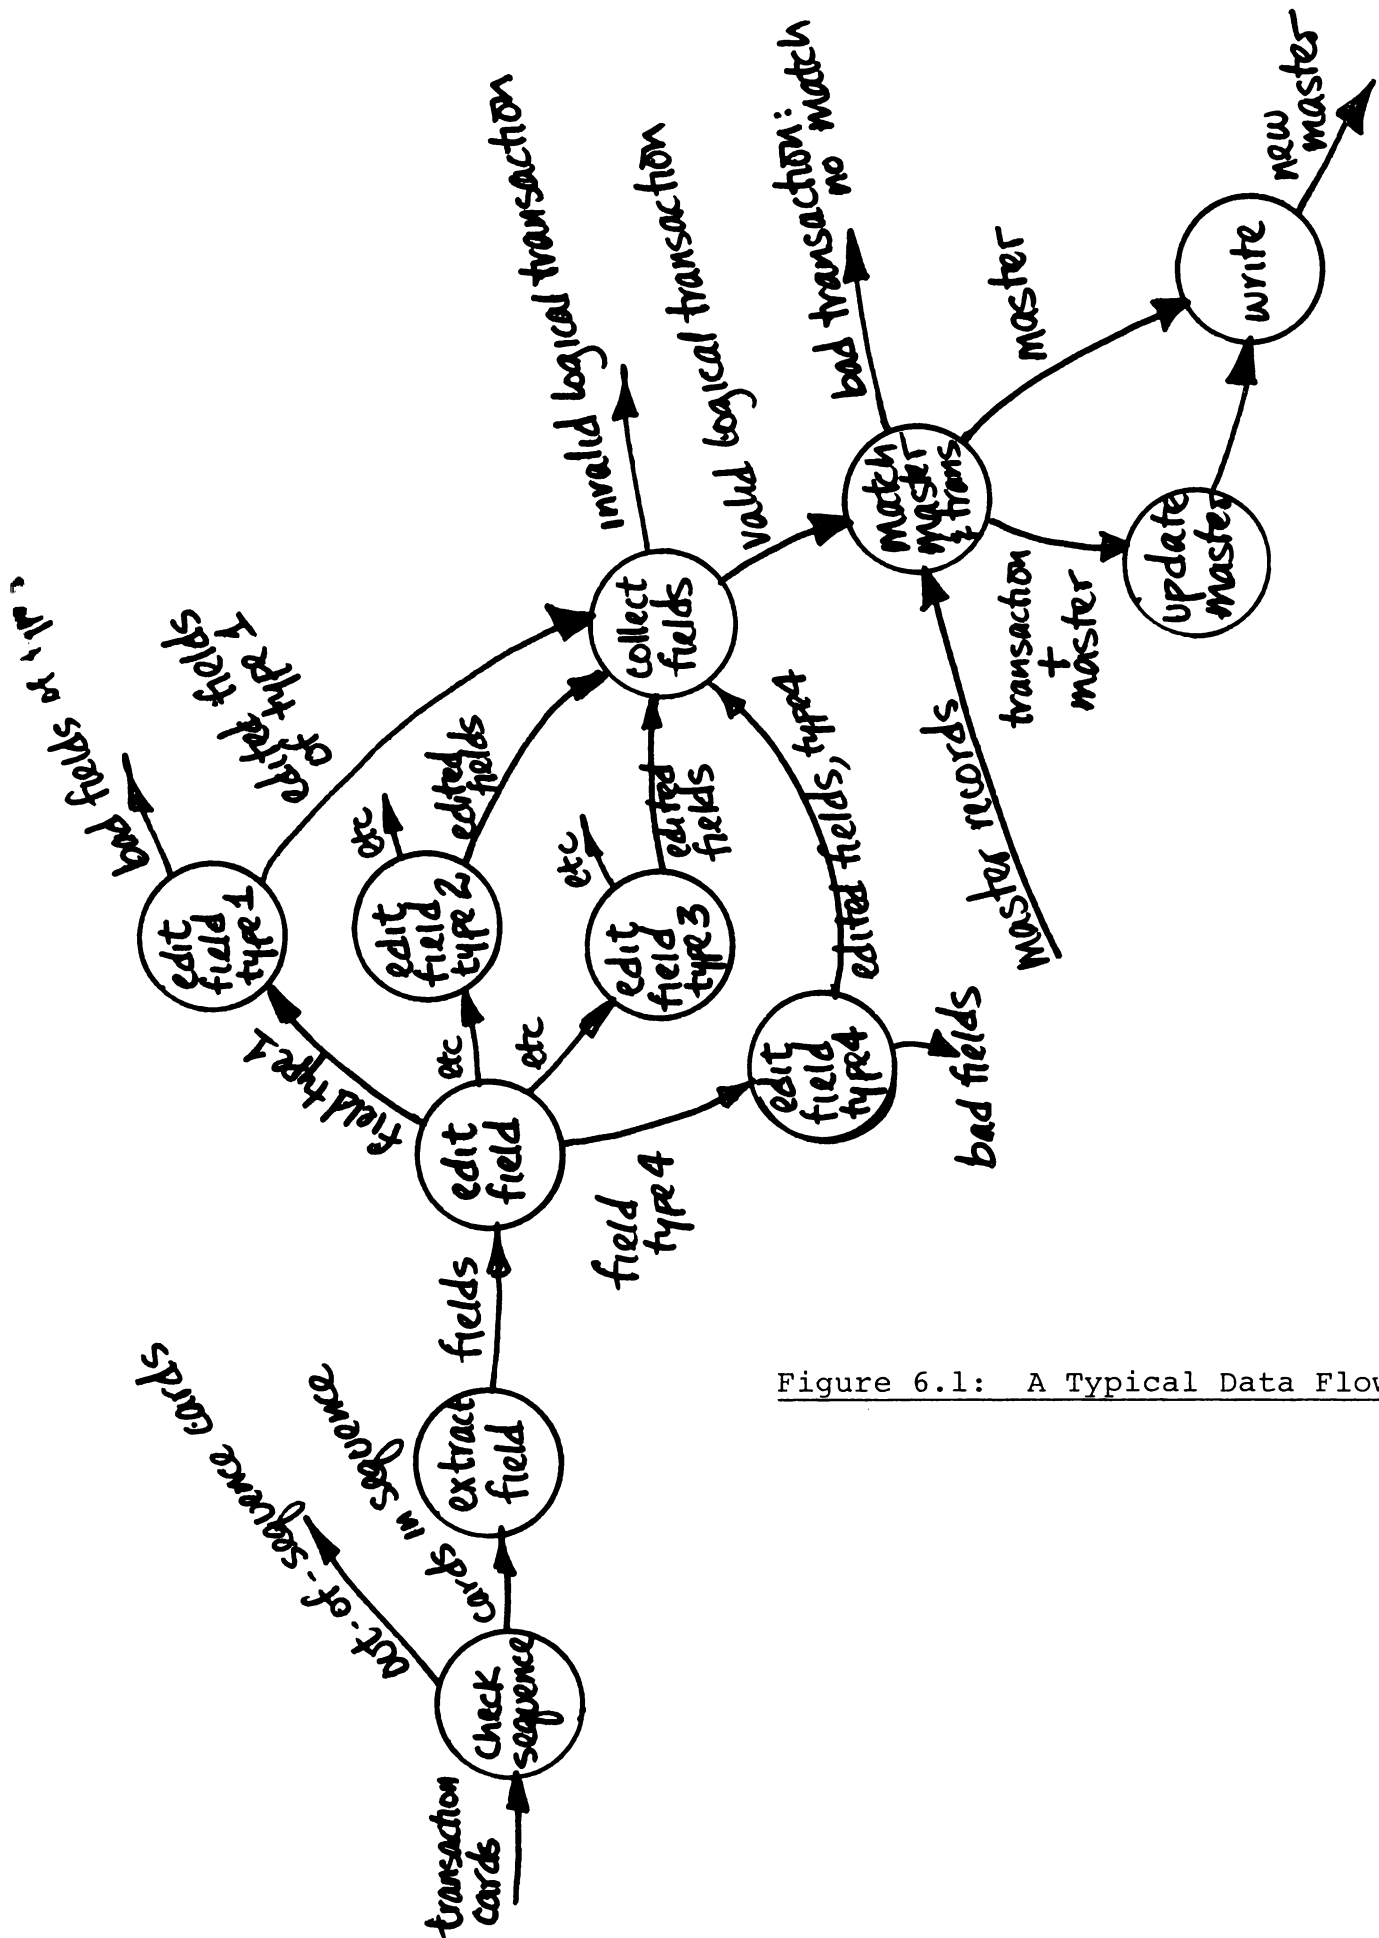 transaction
cards
check
sequence
out-of-sequence cards
cards in sequence
extract
field
fields
edit
field
field type 1
etc
etc
field
type 4
edit
field
type 1
bad fields
edited fields
of type 1
edit
field
type 2
etc
edited
fields
edit
field
type 3
etc
edited
fields
edit
field
type 4
bad fields
edited fields, type 4
collect
fields
invalid logical transaction
valid logical transaction
master records
match
master
& trans
bad transaction:
no match
master
transaction
+
master
update
master
write
new
master
Figure 6.1: A Typical Data